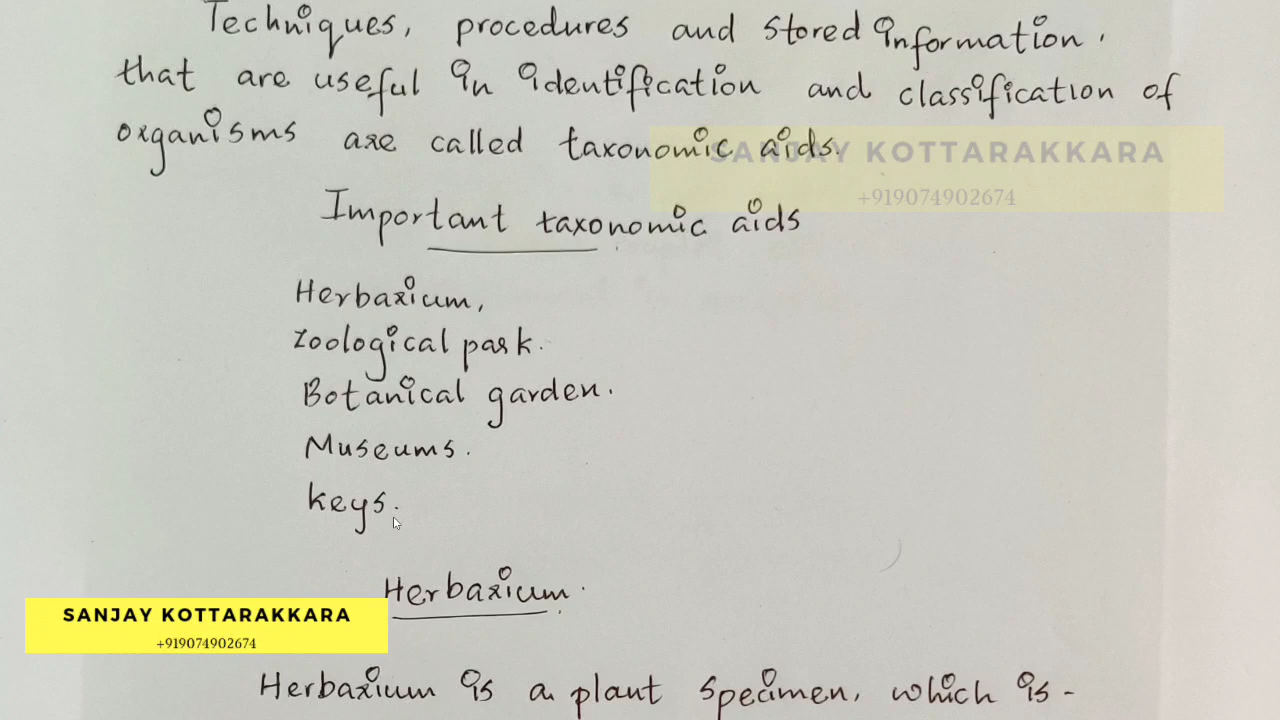 Techniques, procedures and stored information.
that are useful in identification and classification of
organisms are called taxonomic aids.
SANJAY KOTTARAKKARA
+919074902674
Important taxonomic aids
Herbarium,
Zoological park.
Botanical garden.
Museums.
keys.
Herbarium.
SANJAY KOTTARAKKARA
+919074902674
Herbarium is a plant specimen, which is -